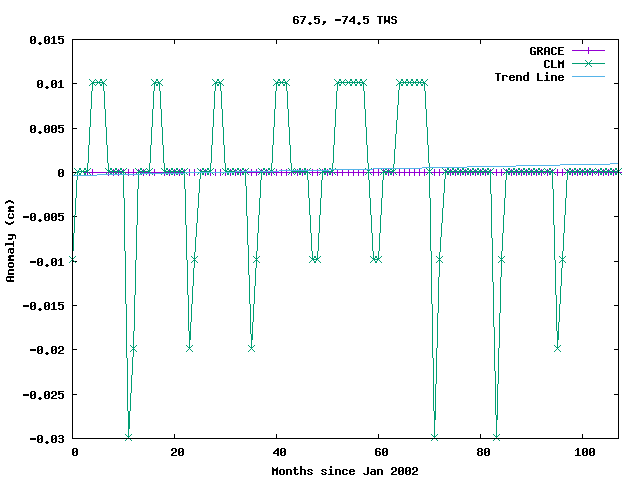 67.5, -74.5 TWS
GRACE
CLM
Trend Line
0.015
0.01
0.005
0
-0.005
-0.01
-0.015
-0.02
-0.025
-0.03
Anomaly (cm)
0 20 40 60 80 100
Months since Jan 2002